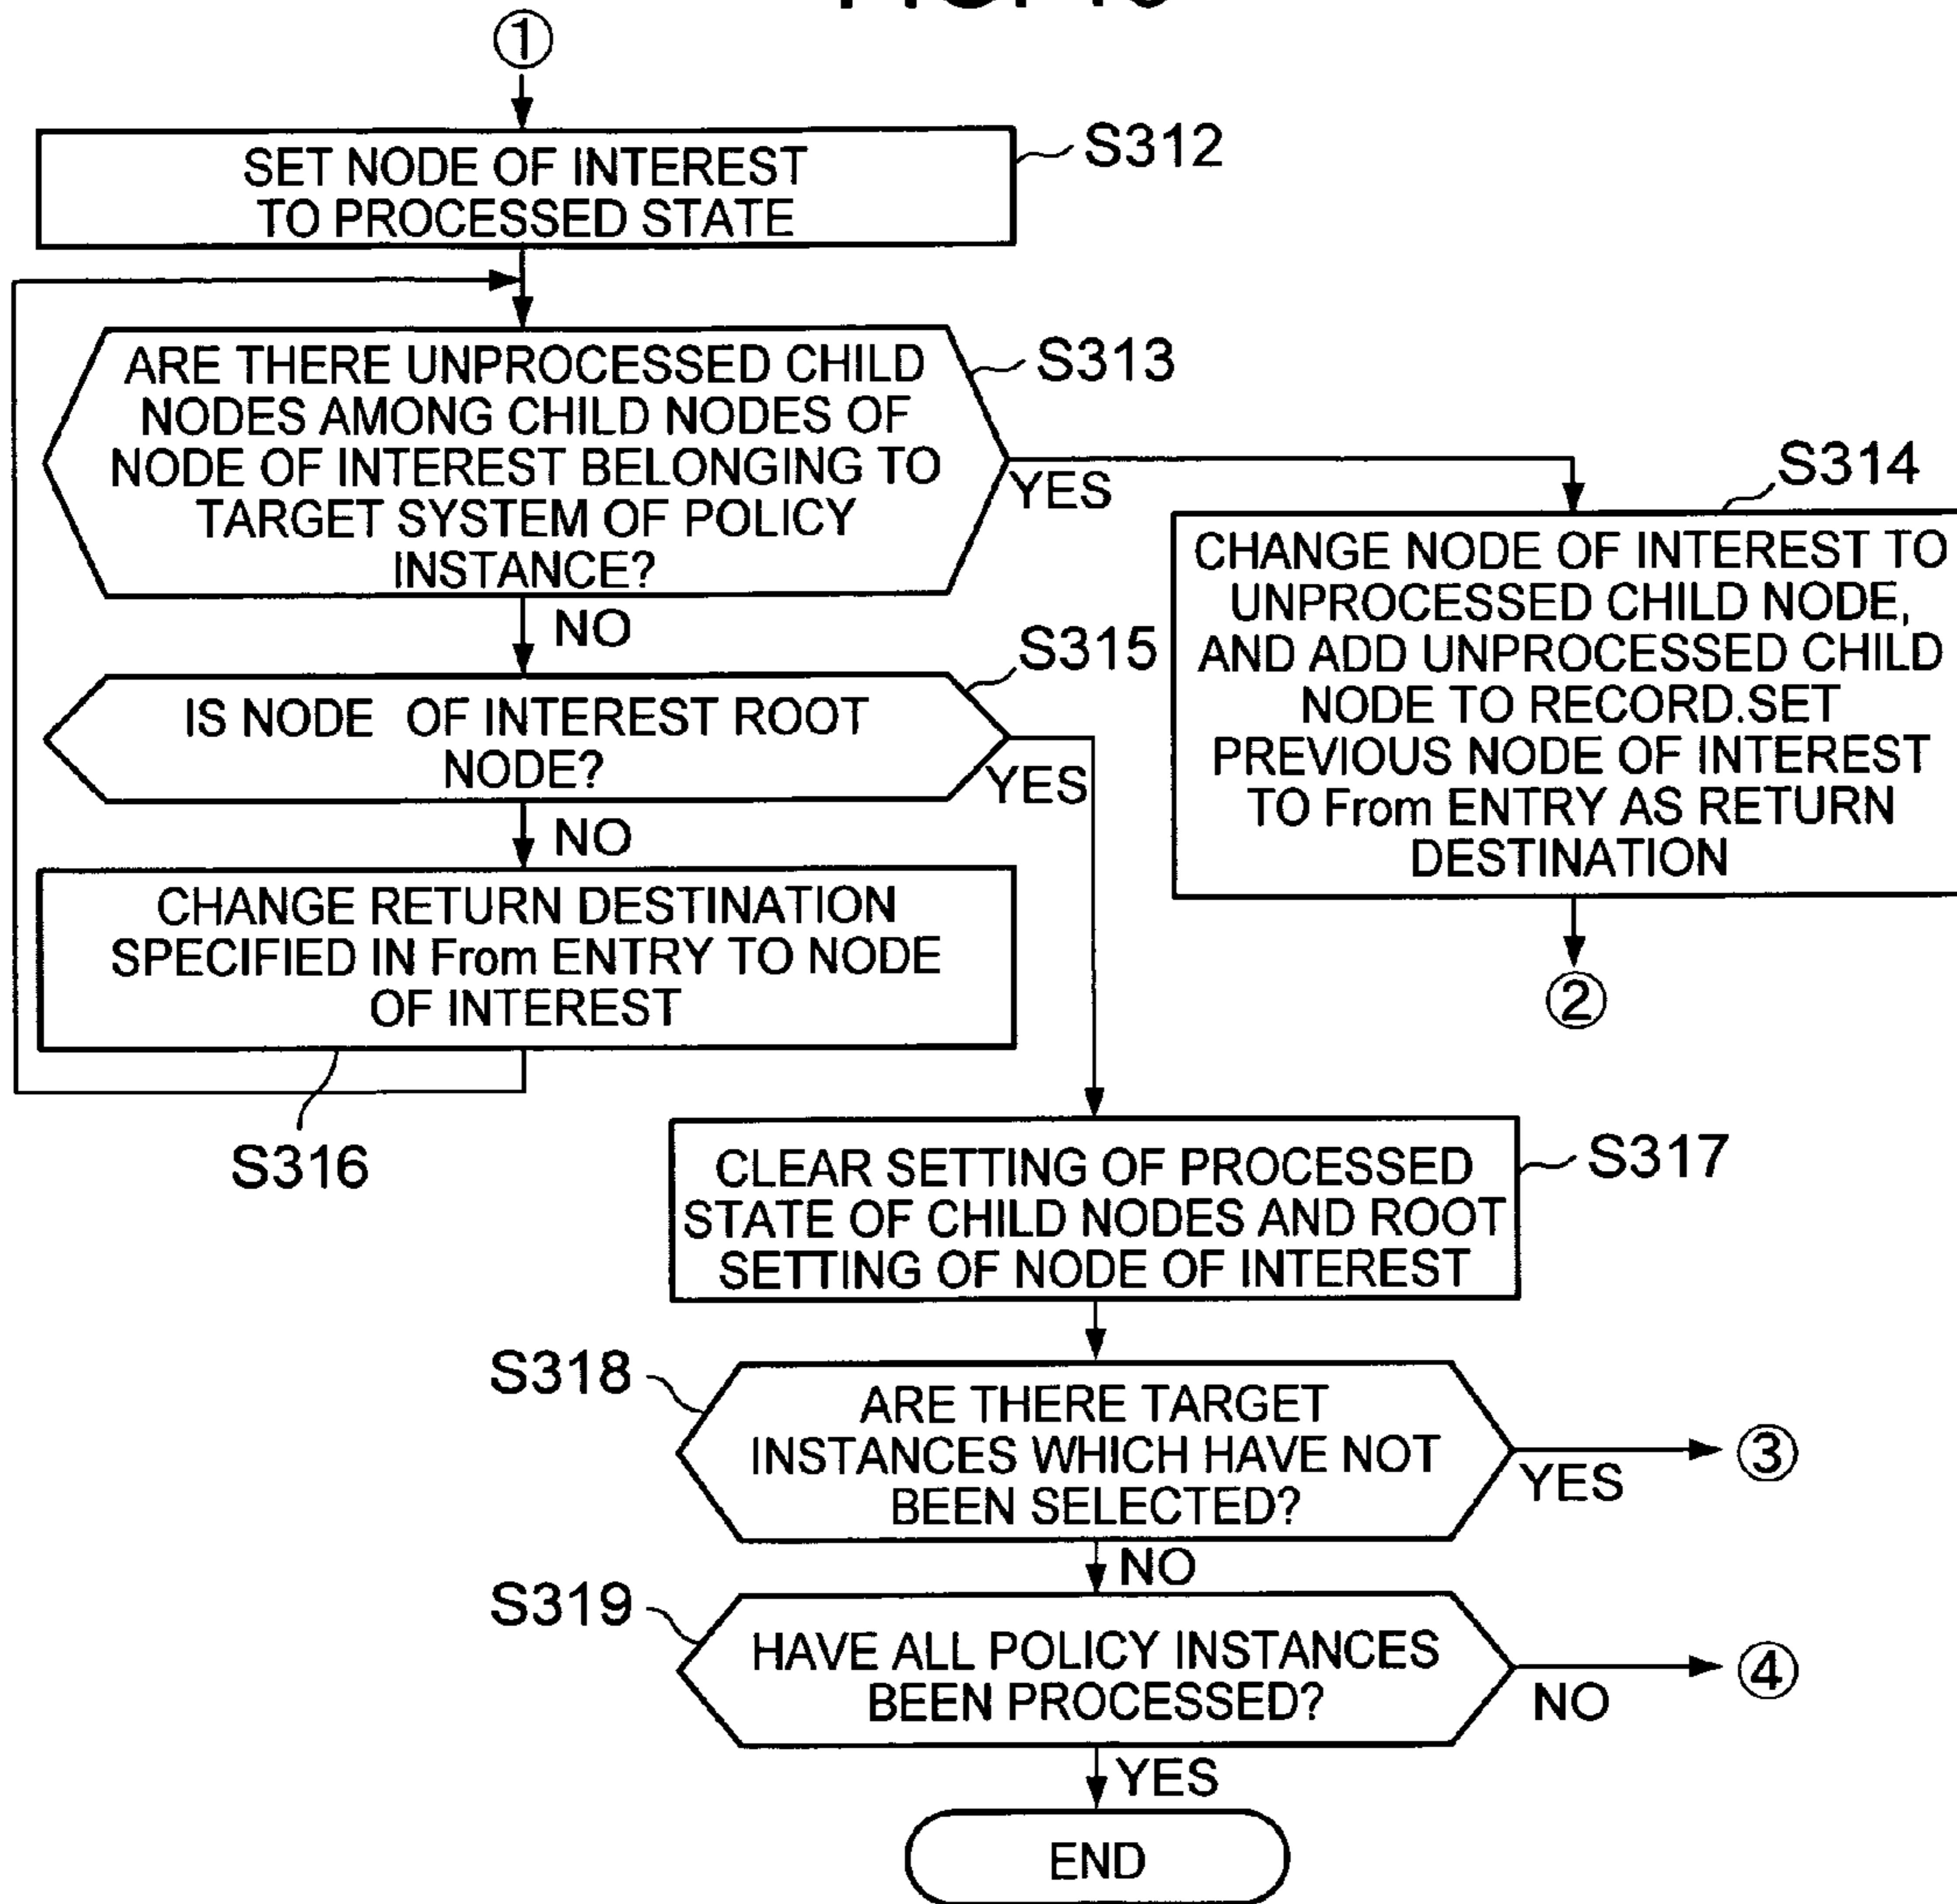 ①
SET NODE OF INTEREST
TO PROCESSED STATE
S312
ARE THERE UNPROCESSED CHILD
NODES AMONG CHILD NODES OF
NODE OF INTEREST BELONGING TO
TARGET SYSTEM OF POLICY
INSTANCE?
S313
YES
NO
S314
CHANGE NODE OF INTEREST TO
UNPROCESSED CHILD NODE,
AND ADD UNPROCESSED CHILD
NODE TO RECORD.SET
PREVIOUS NODE OF INTEREST
TO From ENTRY AS RETURN
DESTINATION
②
S315
IS NODE OF INTEREST ROOT
NODE?
YES
NO
CHANGE RETURN DESTINATION
SPECIFIED IN From ENTRY TO NODE
OF INTEREST
S316
CLEAR SETTING OF PROCESSED
STATE OF CHILD NODES AND ROOT
SETTING OF NODE OF INTEREST
S317
S318
ARE THERE TARGET
INSTANCES WHICH HAVE NOT
BEEN SELECTED?
YES
③
NO
S319
HAVE ALL POLICY INSTANCES
BEEN PROCESSED?
NO
④
YES
END